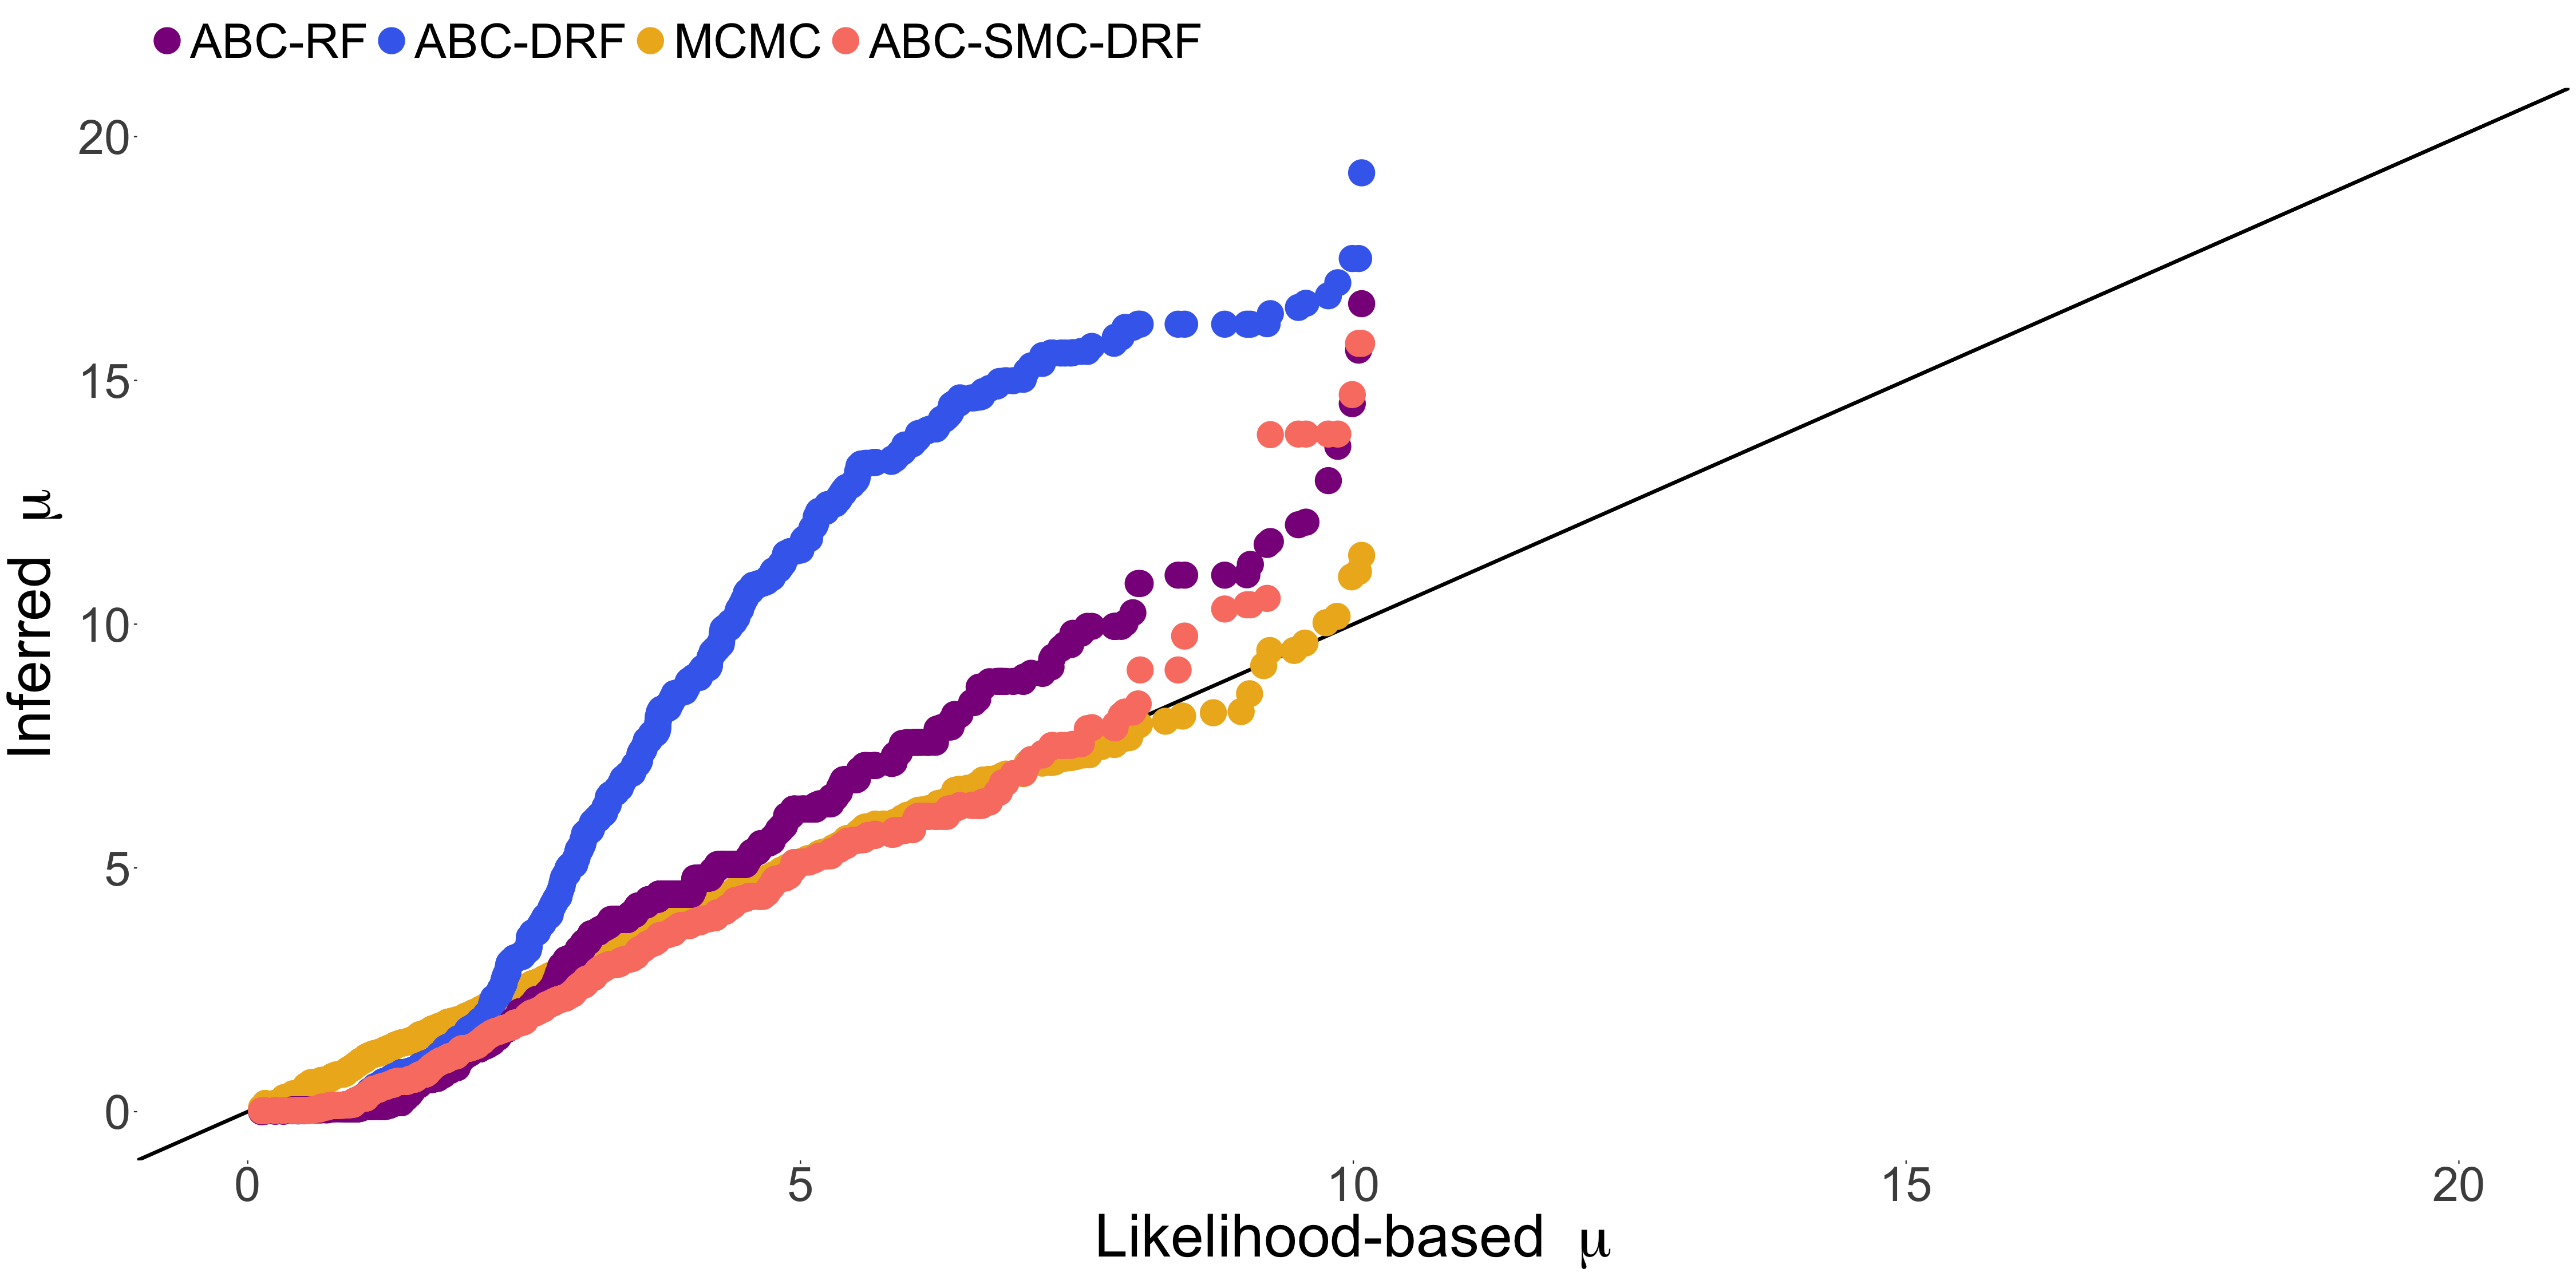 ABC-RF ABC-DRF MCMC ABC-SMC-DRF
20
15
10
5
0
Inferred μ
0 5 10 15 20
Likelihood-based μ